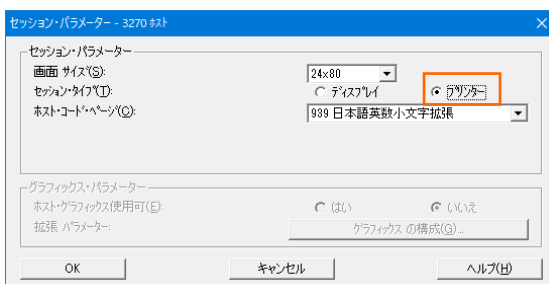 セッション・パラメーター - 3270 ホスト
セッション・パラメーター
画面 サイズ(S):
24x80
セッション・タイプ(T):
ディスプレイ
プリンター
ホスト・コード・ページ(C):
939 日本語英数小文字拡張
グラフィックス・パラメーター
ホスト・グラフィックス使用可(E):
はい
いいえ
拡張 パラメーター:
グラフィックス の構成(G)...
OK
キャンセル
ヘルプ(H)